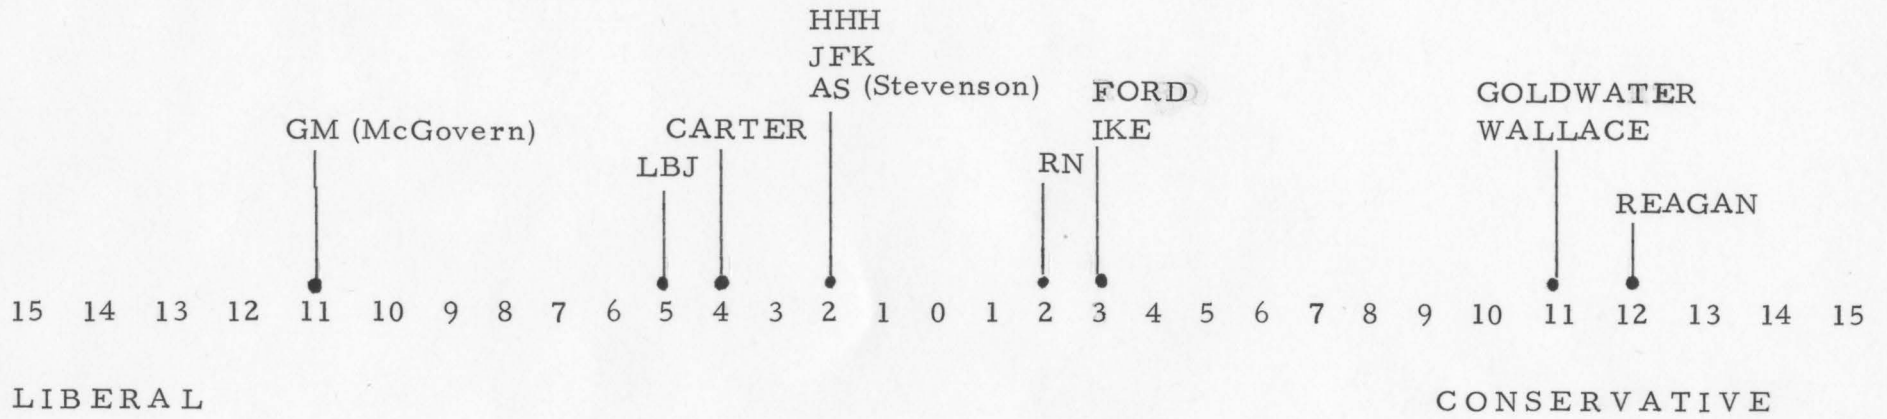 HHH
JFK
AS (Stevenson)
FORD
GOLDWATER
GM (McGovern)
CARTER
IKE
WALLACE
LBJ
RN
REAGAN
15 14 13 12 11 10 9 8 7 6 5 4 3 2 1 0 1 2 3 4 5 6 7 8 9 10 11 12 13 14 15
LIBERAL
CONSERVATIVE